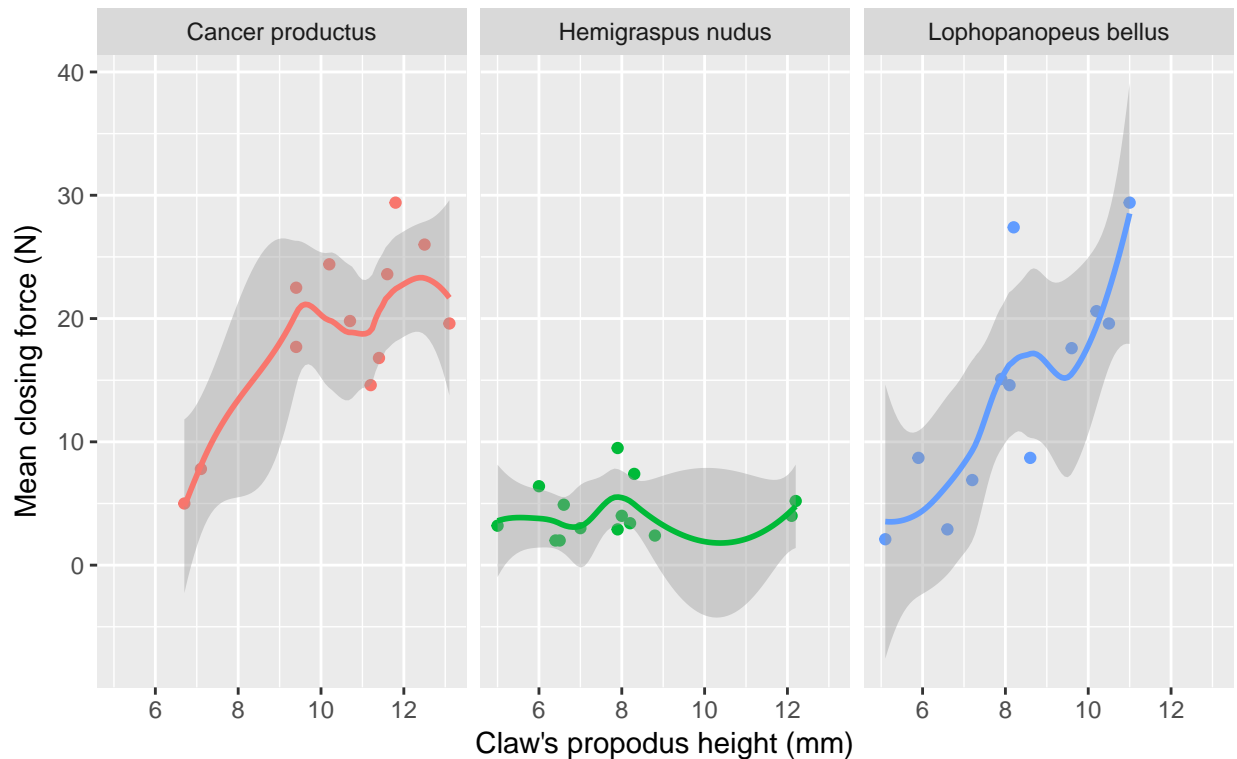 Cancer productus
Hemigraspus nudus
Lophopanopeus bellus
Mean closing force (N)
40
30
20
10
0
6 8 10 12
6 8 10 12
6 8 10 12
Claw's propodus height (mm)